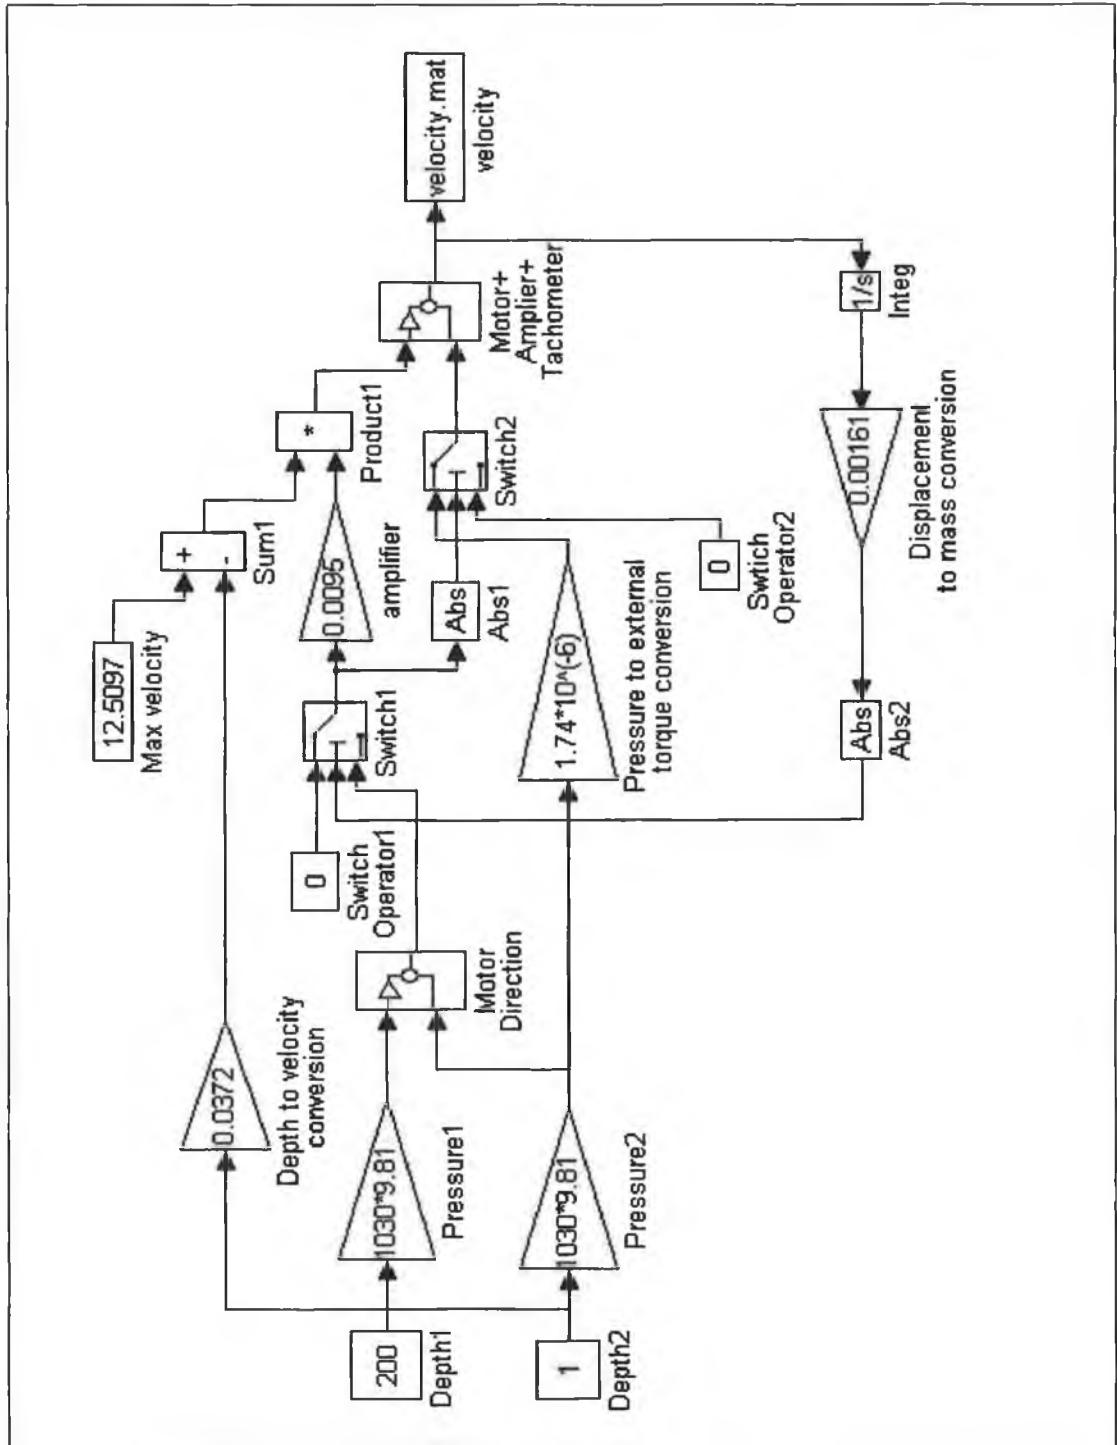 12.5097
Max velocity
+
-
Sum1
0.0372
Depth to velocity
conversion
*
Product1
0.0095
amplifier
0
Switch
Operator1
Switch1
200
Depth1
1030*9.81
Pressure1
Motor
Direction
Abs
Abs1
Switch2
Motor+
Amplier+
Tachometer
velocity.mat
velocity
1
Depth2
1030*9.81
Pressure2
1.74*10^(-6)
Pressure to external
torque conversion
0
Swtich
Operator2
Abs
Abs2
0.00161
Displacement
to mass conversion
1/s
Integ